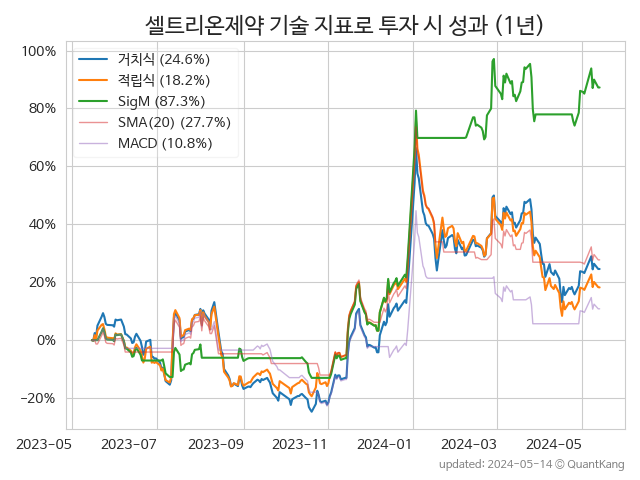 셀트리온제약 기술 지표로 투자 시 성과 (1년)
100%
80%
60%
40%
20%
0%
−20%
거치식 (24.6%)
적립식 (18.2%)
SigM (87.3%)
SMA(20) (27.7%)
MACD (10.8%)
2023-05 2023-07 2023-09 2023-11 2024-01 2024-03 2024-05
updated: 2024-05-14 © QuantKang